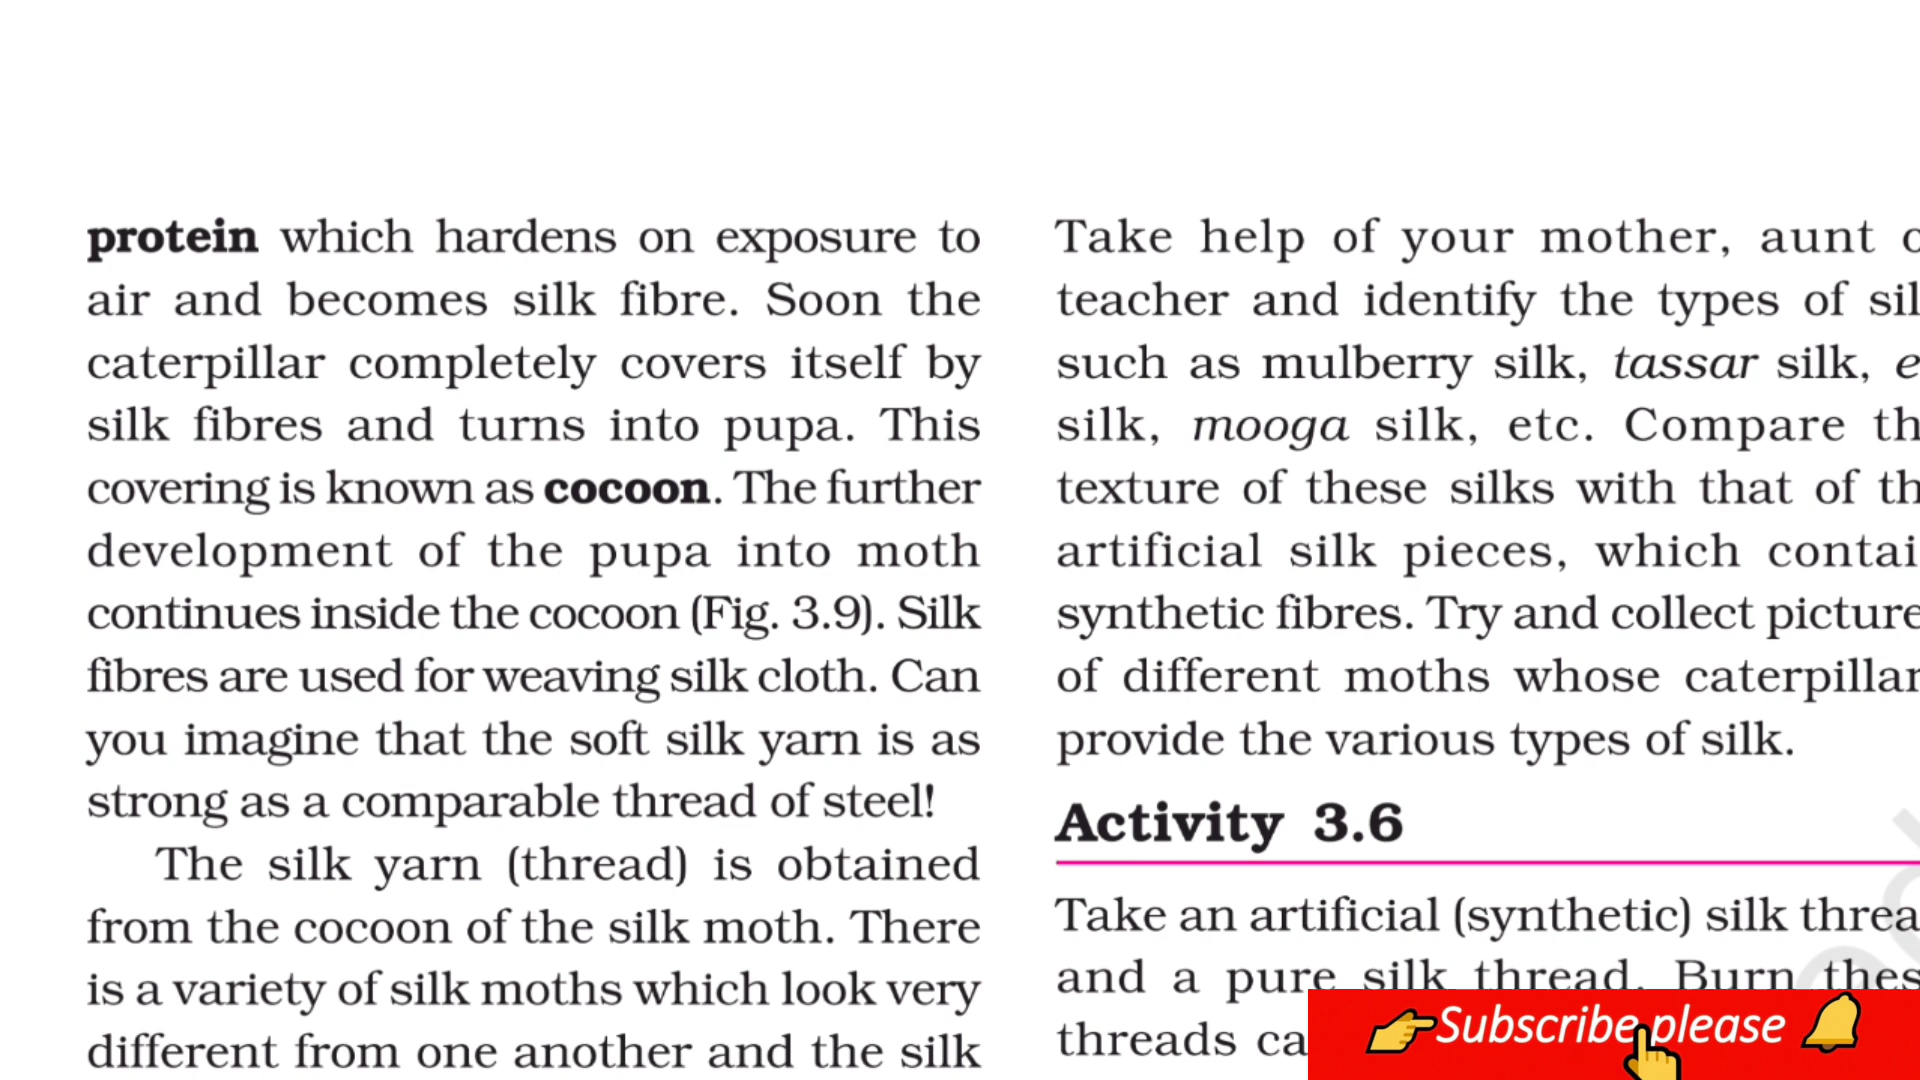 protein which hardens on exposure to
air and becomes silk fibre. Soon the
caterpillar completely covers itself by
silk fibres and turns into pupa. This
covering is known as cocoon. The further
development of the pupa into moth
continues inside the cocoon (Fig. 3.9). Silk
fibres are used for weaving silk cloth. Can
you imagine that the soft silk yarn is as
strong as a comparable thread of steel!
The silk yarn (thread) is obtained
from the cocoon of the silk moth. There
is a variety of silk moths which look very
different from one another and the silk
Take help of your mother, aunt
teacher and identify the types of
such as mulberry silk, tassar silk,
silk, mooga silk, etc. Compare
texture of these silks with that of
artificial silk pieces, which
synthetic fibres. Try and collect
of different moths whose
provide the various types of silk.
Activity 3.6
Take an artificial (synthetic) silk
and a pure silk thread. Burn
threads
Subscribe please